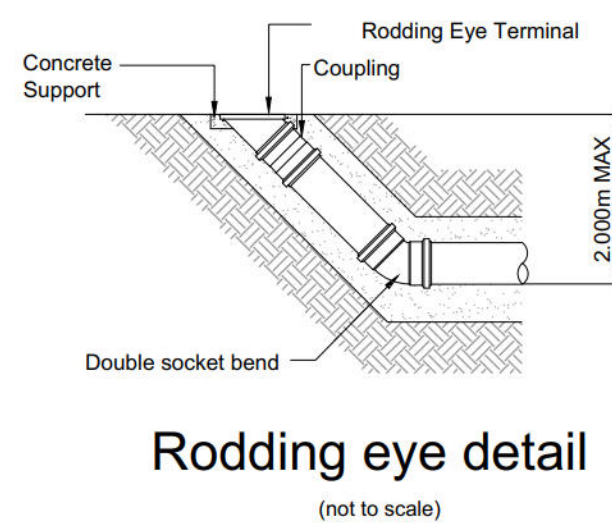 Rodding Eye Terminal
Concrete
Support
Coupling
2.000m MAX
Double socket bend
Rodding eye detail
(not to scale)